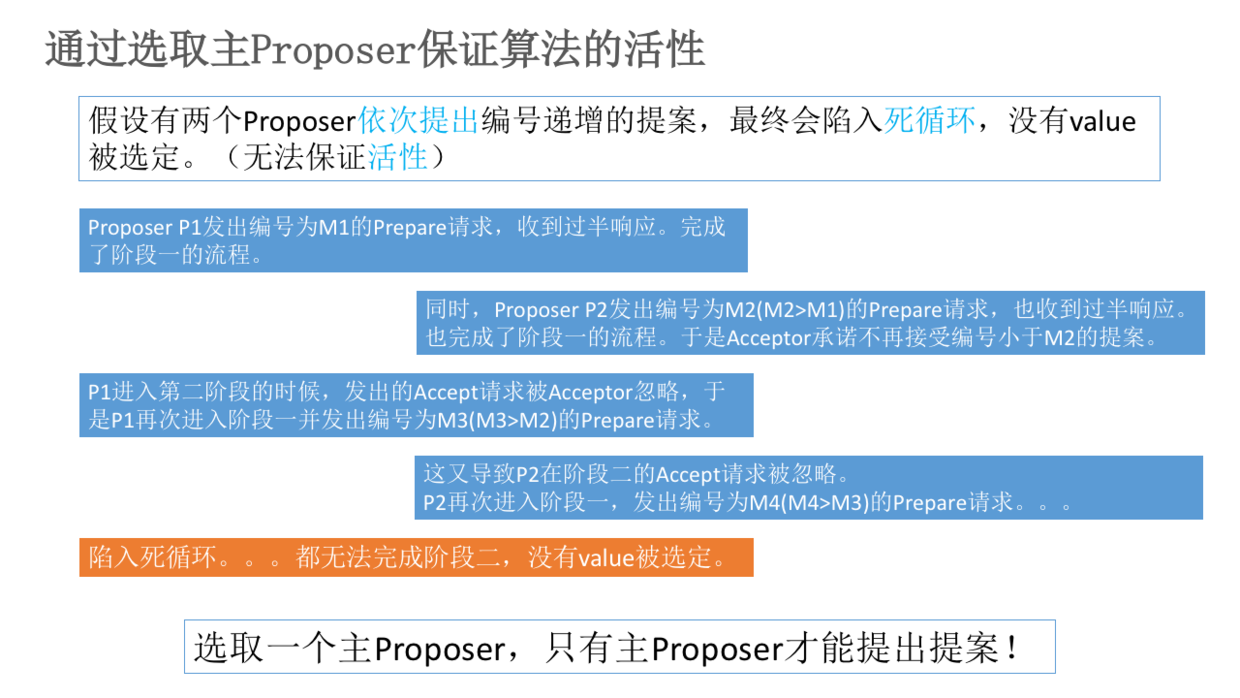 通过选取主Proposer保证算法的活性
假设有两个Proposer依次提出编号递增的提案，最终会陷入死循环，没有value
被选定。（无法保证活性）
Proposer P1发出编号为M1的Prepare请求，收到过半响应。完成
了阶段一的流程。
同时，Proposer P2发出编号为M2(M2>M1)的Prepare请求，也收到过半响应。
也完成了阶段一的流程。于是Acceptor承诺不再接受编号小于M2的提案。
P1进入第二阶段的时候，发出的Accept请求被Acceptor忽略，于
是P1再次进入阶段一并发出编号为M3(M3>M2)的Prepare请求。
这又导致P2在阶段二的Accept请求被忽略。
P2再次进入阶段一，发出编号为M4(M4>M3)的Prepare请求。。。
陷入死循环。。。都无法完成阶段二，没有value被选定。
选取一个主Proposer，只有主Proposer才能提出提案！